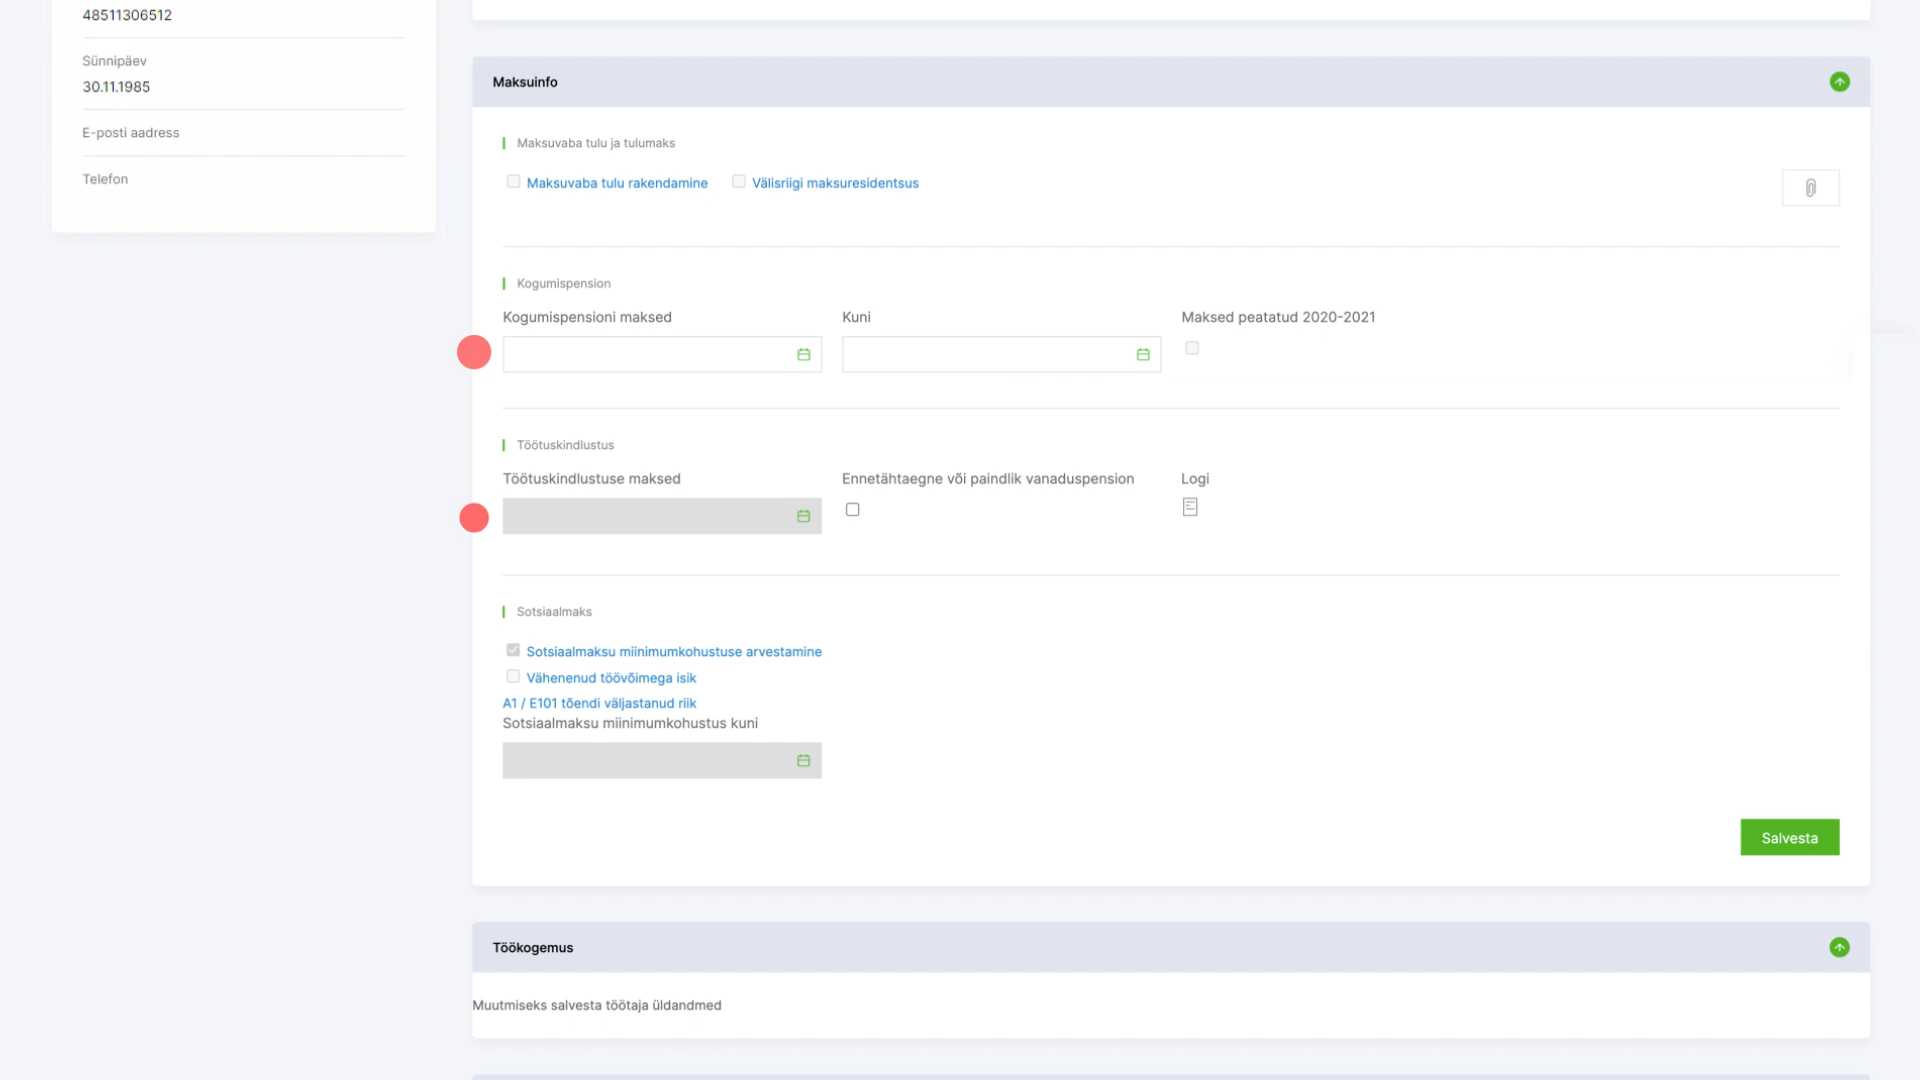 48511306512
Sünnipäev
30.11.1985
E-posti aadress
Telefon
Maksuinfo
Maksuvaba tulu ja tulumaks
Maksuvaba tulu rakendamine Välisriigi maksuresidentsus
Kogumispension
Kogumispensioni maksed Kuni Maksed peatatud 2020-2021
Töötuskindlustus
Töötuskindlustuse maksed Ennetähtaegne või paindlik vanaduspension Logi
Sotsiaalmaks
Sotsiaalmaksu miinimumkohustuse arvestamine
Vähenenud töövõimega isik
A1 / E101 tõendi väljastanud riik
Sotsiaalmaksu miinimumkohustus kuni
Salvesta
Töökogemus
Muutmiseks salvesta töötaja üldandmed